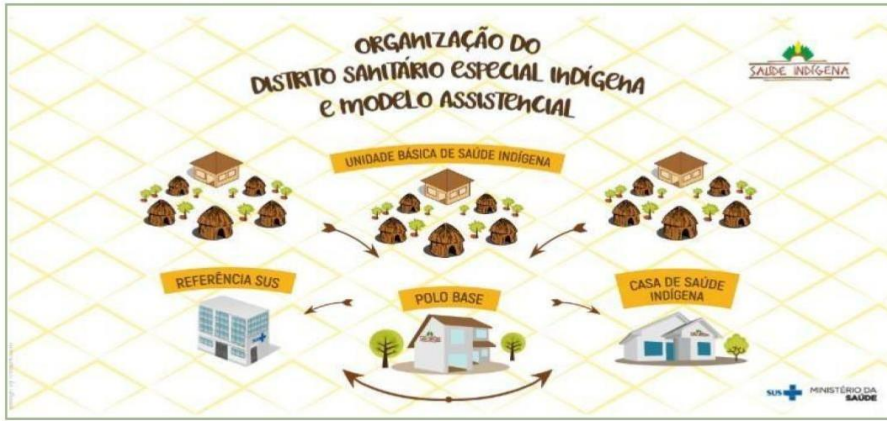 ORGANIZAÇÃO DO
DISTRITO SANITÁRIO ESPECIAL INDÍGENA
E MODELO ASSISTENCIAL
SAÚDE INDÍGENA
UNIDADE BÁSICA DE SAÚDE INDÍGENA
REFERÊNCIA SUS
POLO BASE
CASA DE SAÚDE
INDÍGENA
SUS
MINISTÉRIO DA
SAÚDE